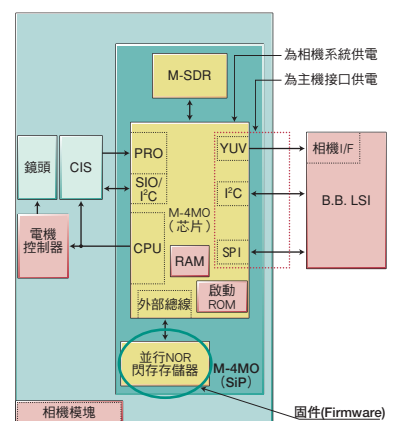 M-SDR
為相機系統供電
為主機接口供電
鏡頭
CIS
PRO
YUV
相機I/F
SIO/
I²C
I²C
B.B. LSI
M-4MO
(芯片)
電機
控制器
CPU
RAM
SPI
啟動
ROM
外部總線
並行NOR
閃存存儲器
M-4MO
(SiP)
相機模塊
固件(Firmware)